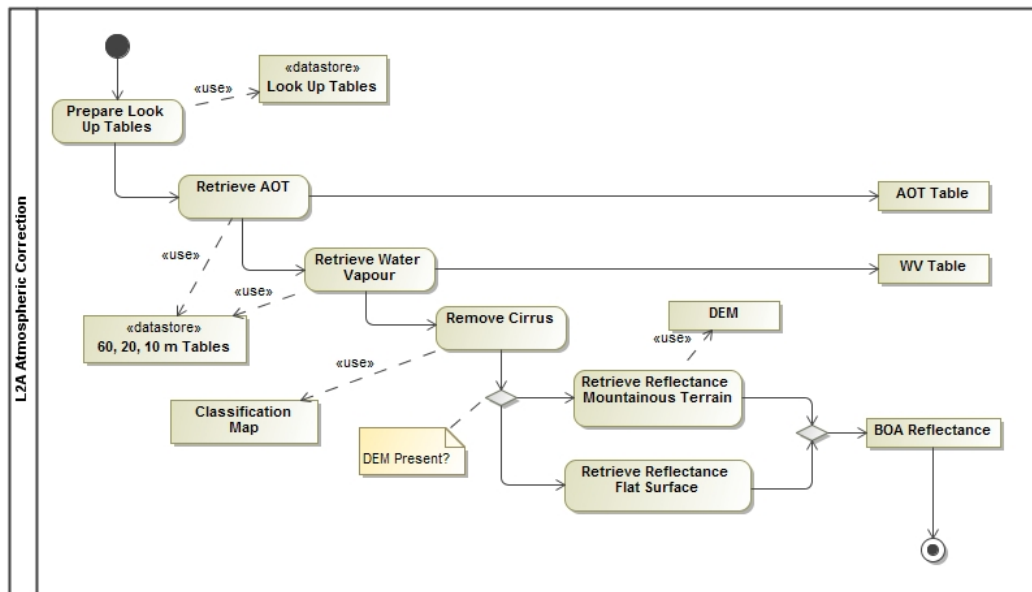 L2A Atmospheric Correction
«datastore»
Look Up Tables
«use»
Prepare Look
Up Tables
Retrieve AOT
AOT Table
«use»
Retrieve Water
Vapour
WV Table
«use»
«datastore»
60, 20, 10 m Tables
Remove Cirrus
DEM
«use»
«use»
Retrieve Reflectance
Mountainous Terrain
Classification
Map
BOA Reflectance
DEM Present?
Retrieve Reflectance
Flat Surface